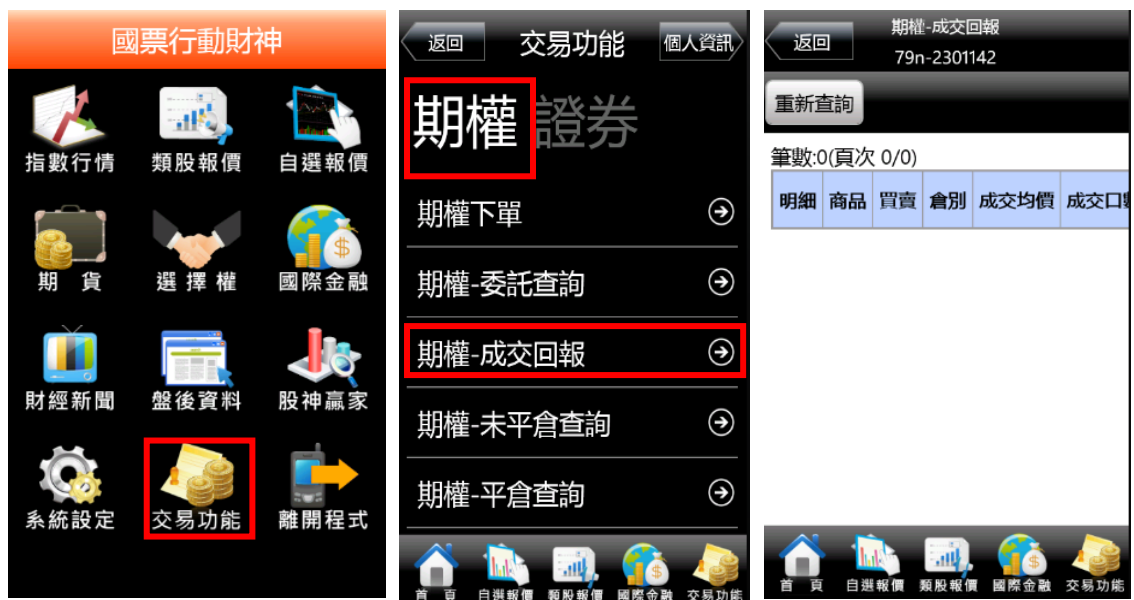 國票行動財神
指數行情 類股報價 自選報價
期 貨 選 擇 權 國際金融
財經新聞 盤後資料 股神贏家
系統設定 交易功能 離開程式
返回 交易功能 個人資訊
期權 證券
期權下單
期權-委託查詢
期權-成交回報
期權-未平倉查詢
期權-平倉查詢
首 頁 自選報價 類股報價 國際金融 交易功能
返回 期權-成交回報
79n-2301142
重新查詢
筆數:0(頁次 0/0)
明細 商品 買賣 倉別 成交均價 成交口數
首 頁 自選報價 類股報價 國際金融 交易功能